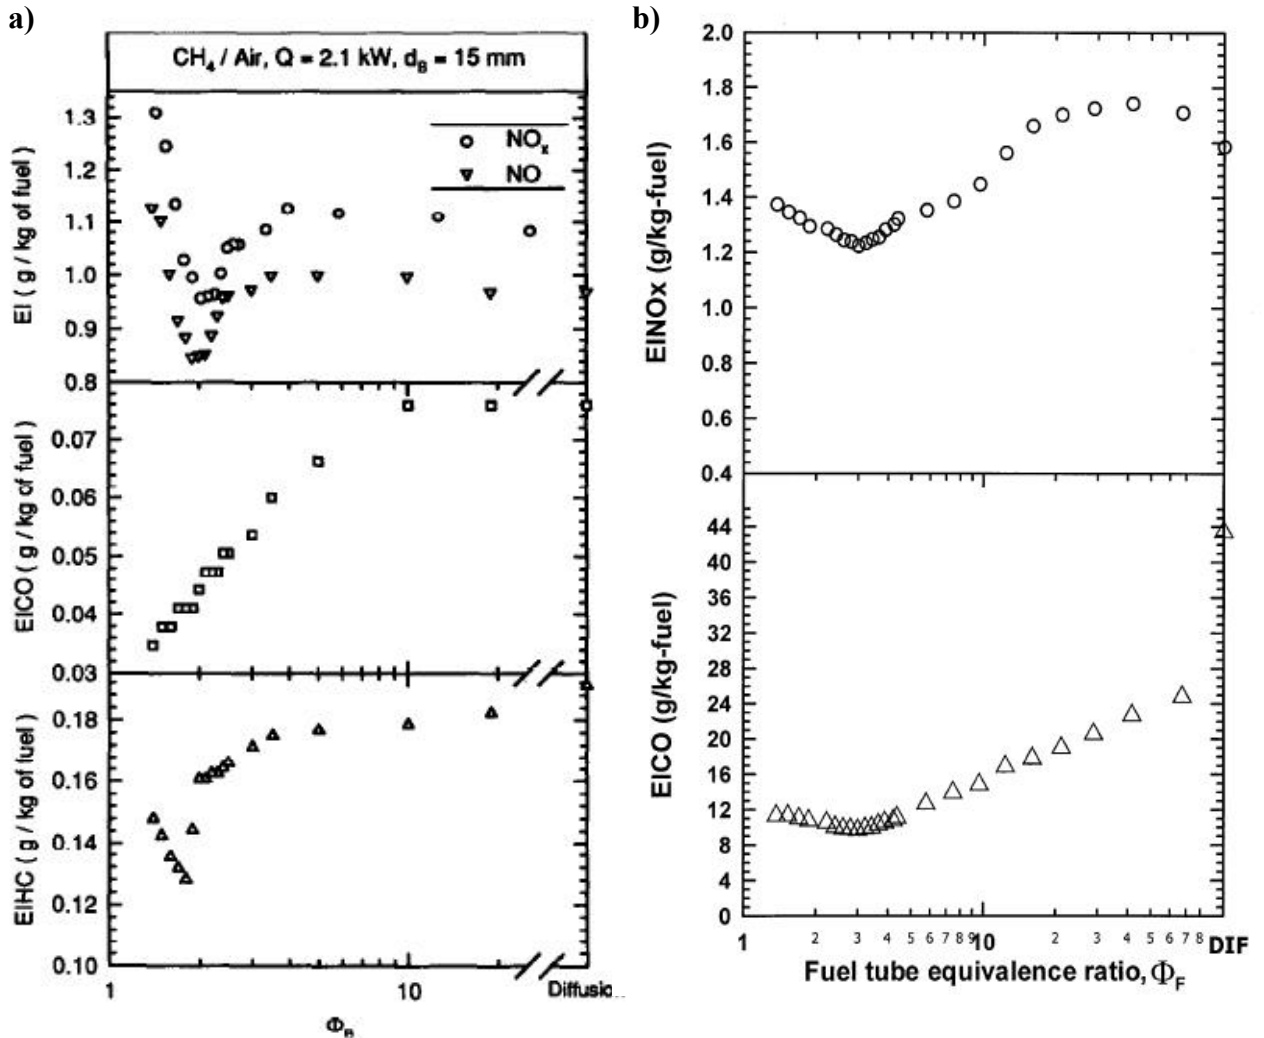 a)
CH₄ / Air, Q = 2.1 kW, d_B = 15 mm
EI ( g / kg of fuel )
1.3
1.2
1.1
1.0
0.9
0.8
NOₓ
NO
EICO ( g / kg of fuel )
0.07
0.06
0.05
0.04
0.03
EIHC ( g / kg of fuel )
0.18
0.16
0.14
0.12
0.10
1 10 Diffusic...
Φ_B
b)
EINOx (g/kg-fuel)
2.0
1.8
1.6
1.4
1.2
1.0
0.8
0.6
0.4
EICO (g/kg-fuel)
44
40
36
32
28
24
20
16
12
8
4
0
1 2 3 4 5 6 7 8 9 10 2 3 4 5 6 7 8 DIF
Fuel tube equivalence ratio, Φ_F